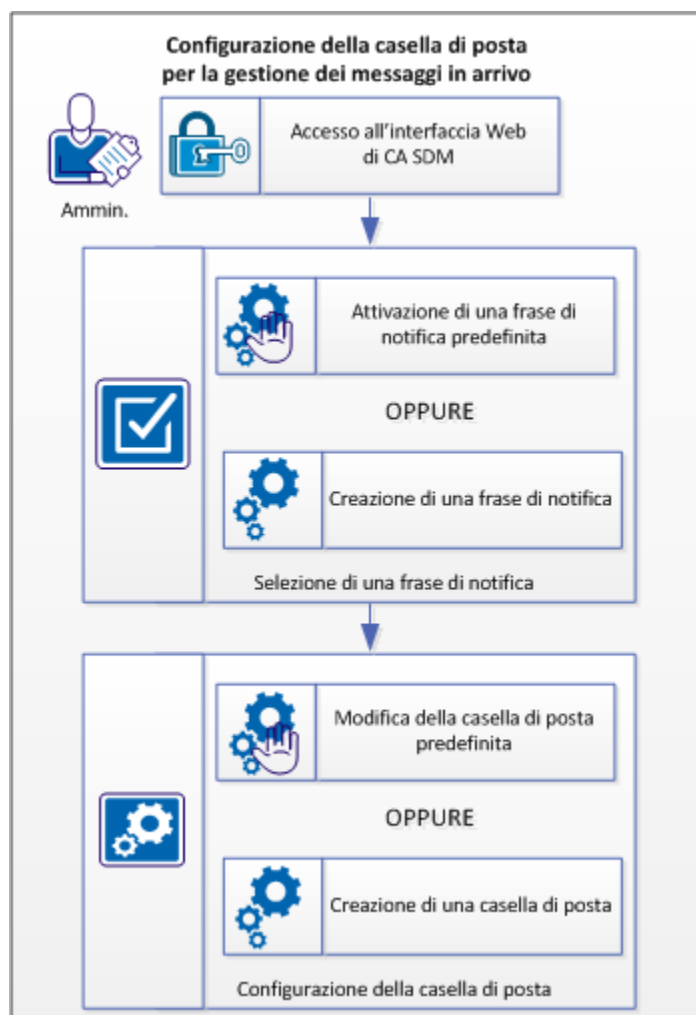 Configurazione della casella di posta
per la gestione dei messaggi in arrivo
Accesso all'interfaccia Web
di CA SDM
Ammin.
Attivazione di una frase di
notifica predefinita
OPPURE
Creazione di una frase di notifica
Selezione di una frase di notifica
Modifica della casella di posta
predefinita
OPPURE
Creazione di una casella di posta
Configurazione della casella di posta